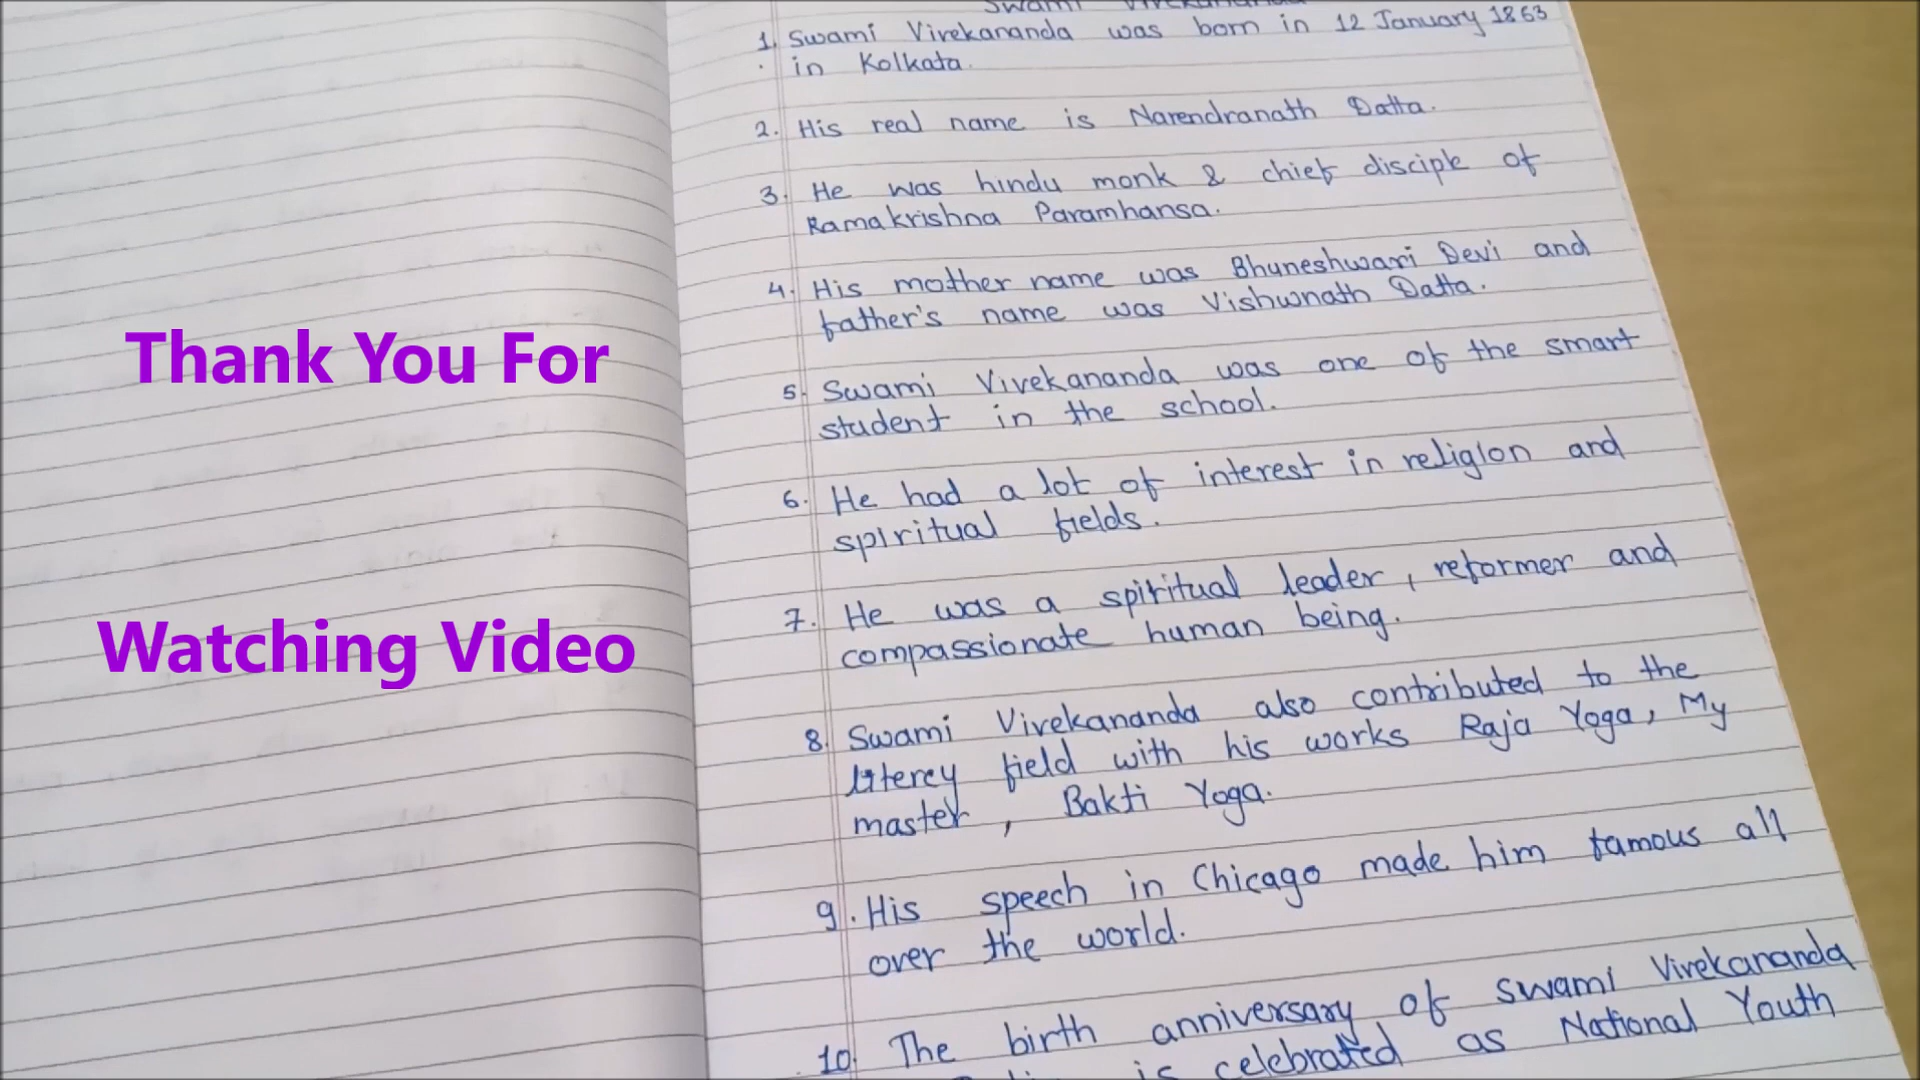 Thank You For
Watching Video
Swami Vivekananda
1. Swami Vivekananda was born in 12 January 1863
in Kolkata.
2. His real name is Narendranath Datta.
3. He was hindu monk & chief disciple of
Ramakrishna Paramhansa.
4. His mother name was Bhuneshwari Devi and
father's name was Vishwnath Datta.
5. Swami Vivekananda was one of the smart
student in the school.
6. He had a lot of interest in religion and
spiritual fields.
7. He was a spiritual leader, reformer and
compassionate human being.
8. Swami Vivekananda also contributed to the
literey field with his works Raja Yoga, My
master, Bakti Yoga.
9. His speech in Chicago made him famous all
over the world.
10. The birth anniversary of swami Vivekananda
is celebrated as National Youth